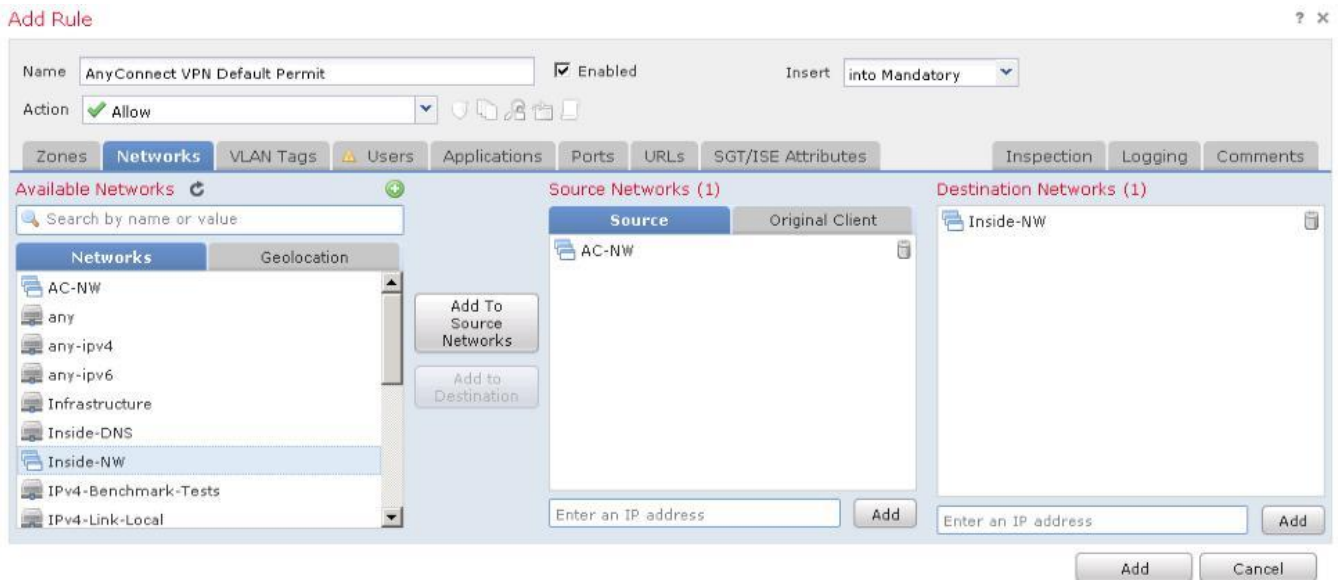 Add Rule
? X
Name AnyConnect VPN Default Permit Enabled Insert into Mandatory
Action Allow
Zones Networks VLAN Tags Users Applications Ports URLs SGT/ISE Attributes Inspection Logging Comments
Available Networks Source Networks (1) Destination Networks (1)
Search by name or value Source Original Client Inside-NW
Networks Geolocation AC-NW
AC-NW
any
any-ipv4
any-ipv6
Infrastructure
Inside-DNS
Inside-NW
IPv4-Benchmark-Tests
IPv4-Link-Local
Add To
Source
Networks
Add to
Destination
Enter an IP address Add Enter an IP address Add
Add Cancel